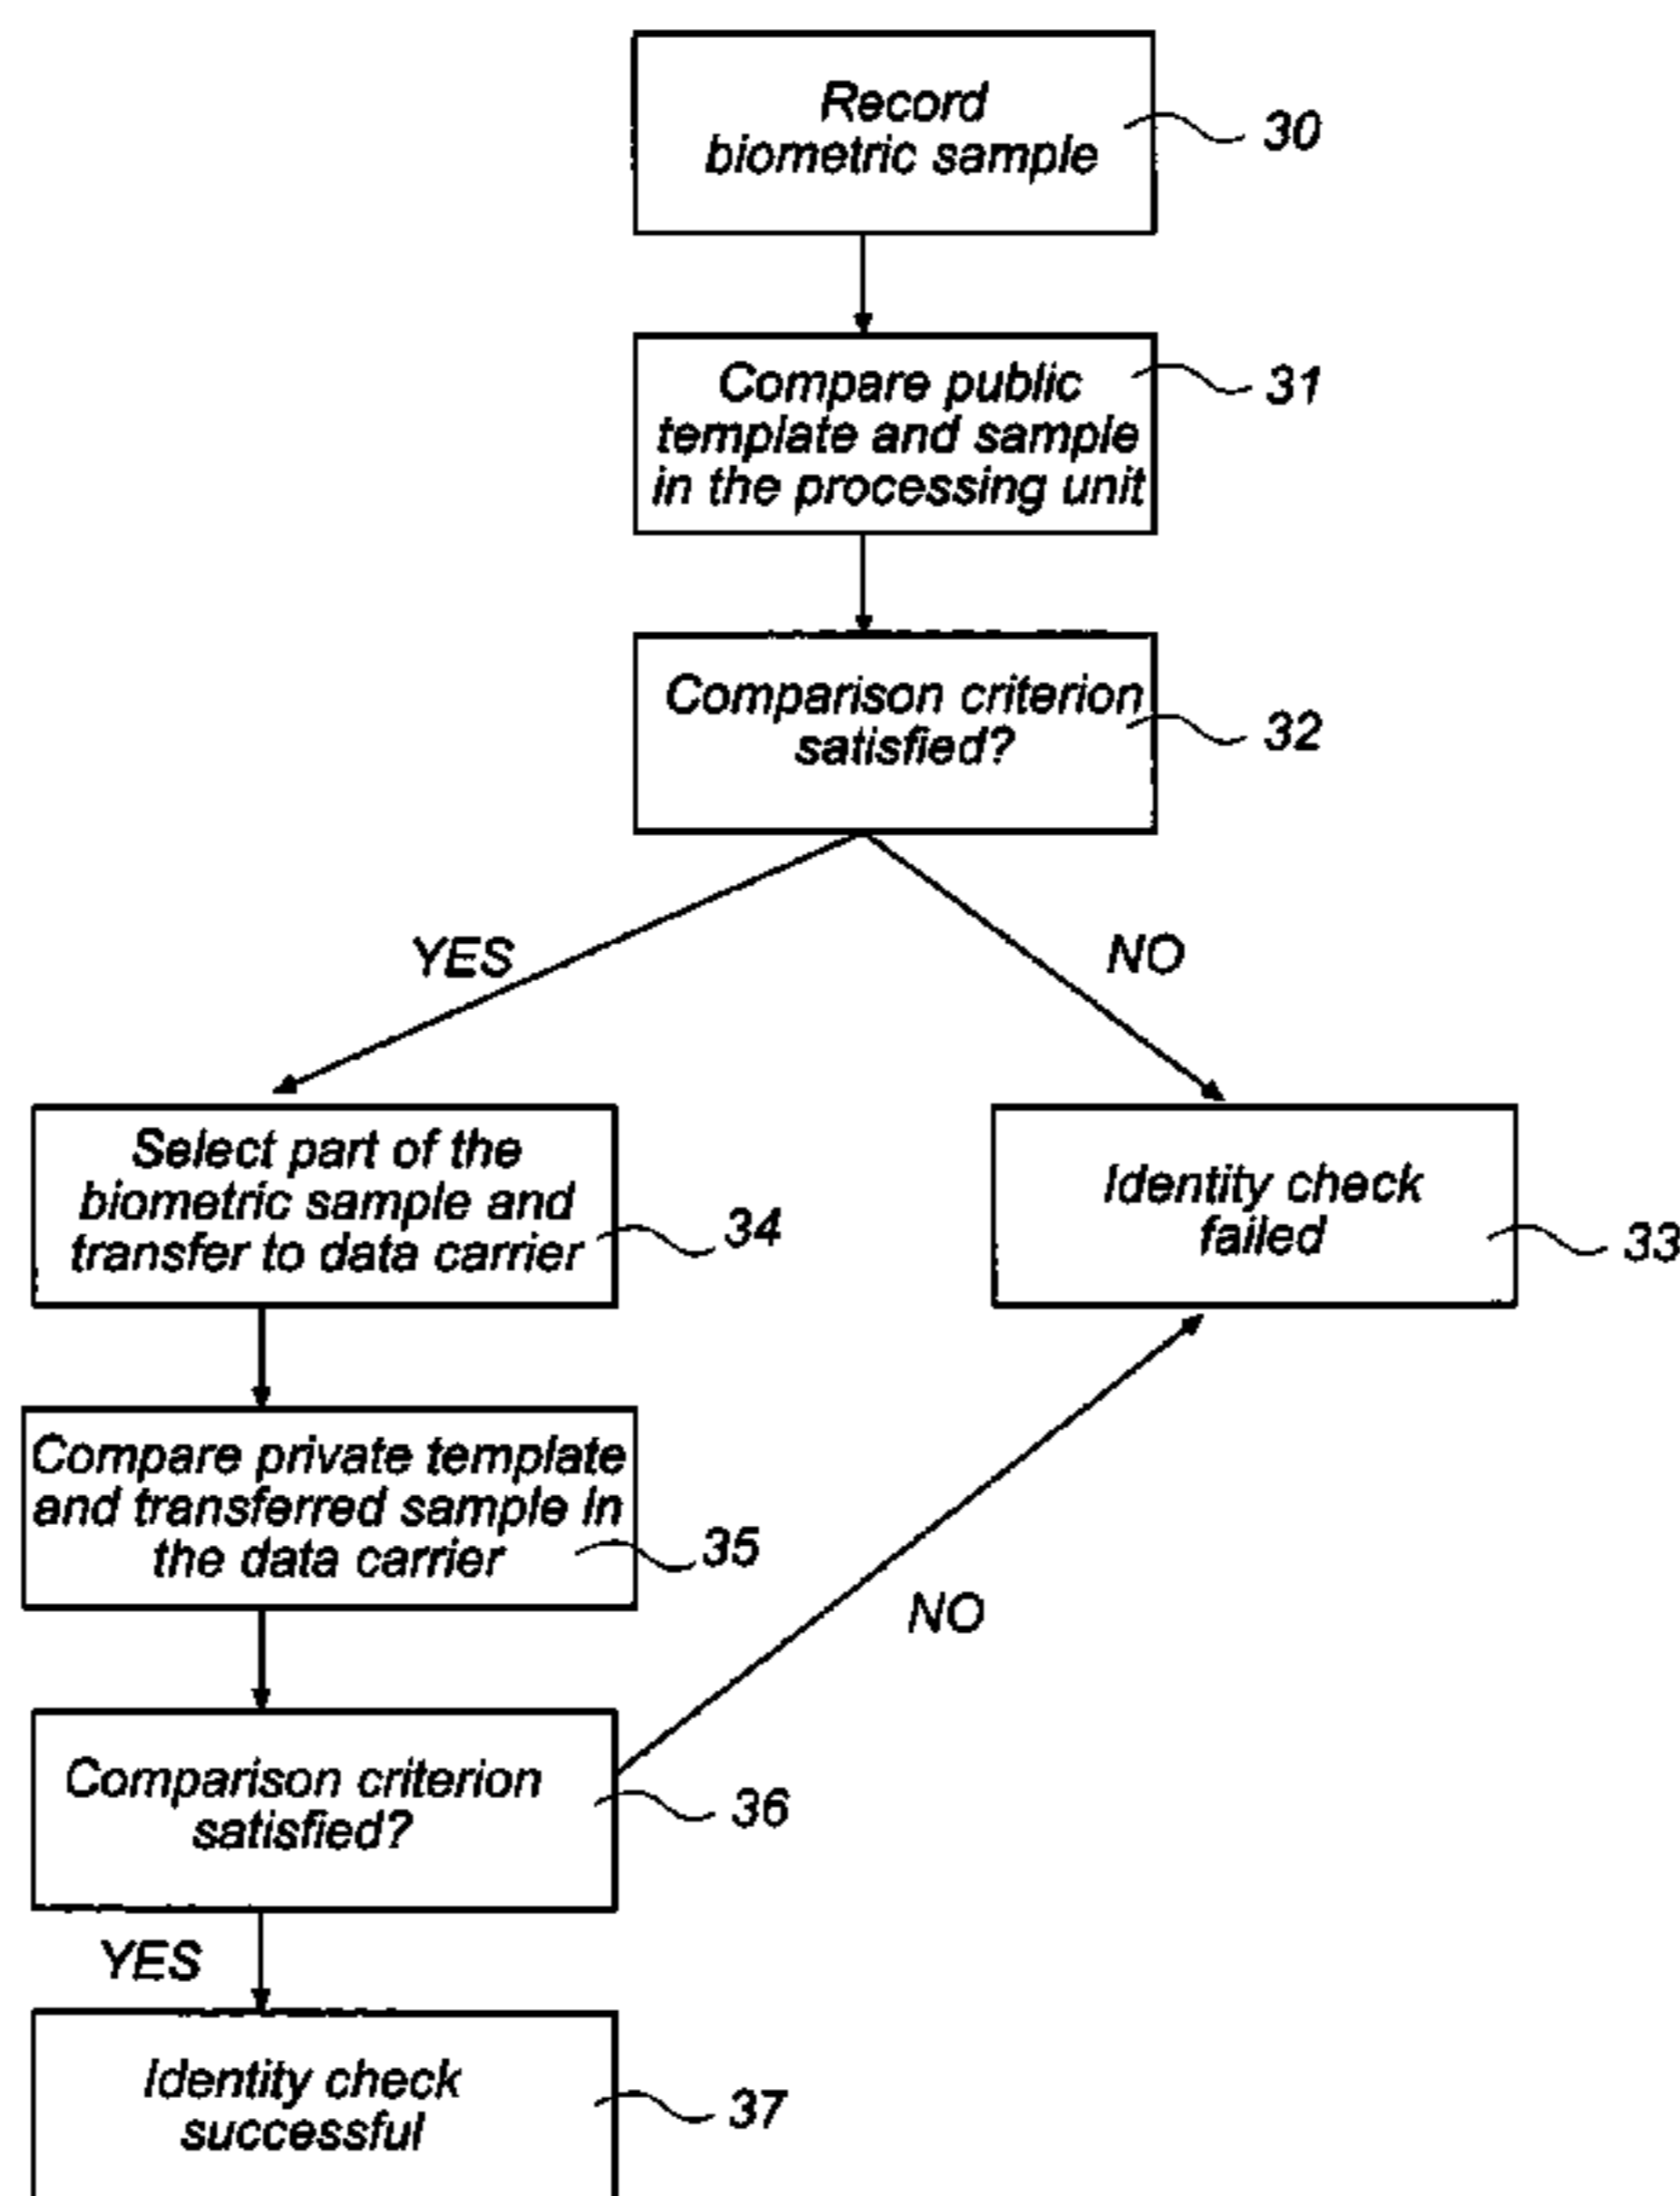 Record
biometric sample
30
Compare public
template and sample
in the processing unit
31
Comparison criterion
satisfied?
32
YES
NO
Select part of the
biometric sample and
transfer to data carrier
34
Identity check
failed
33
Compare private template
and transferred sample in
the data carrier
35
NO
Comparison criterion
satisfied?
36
YES
Identity check
successful
37